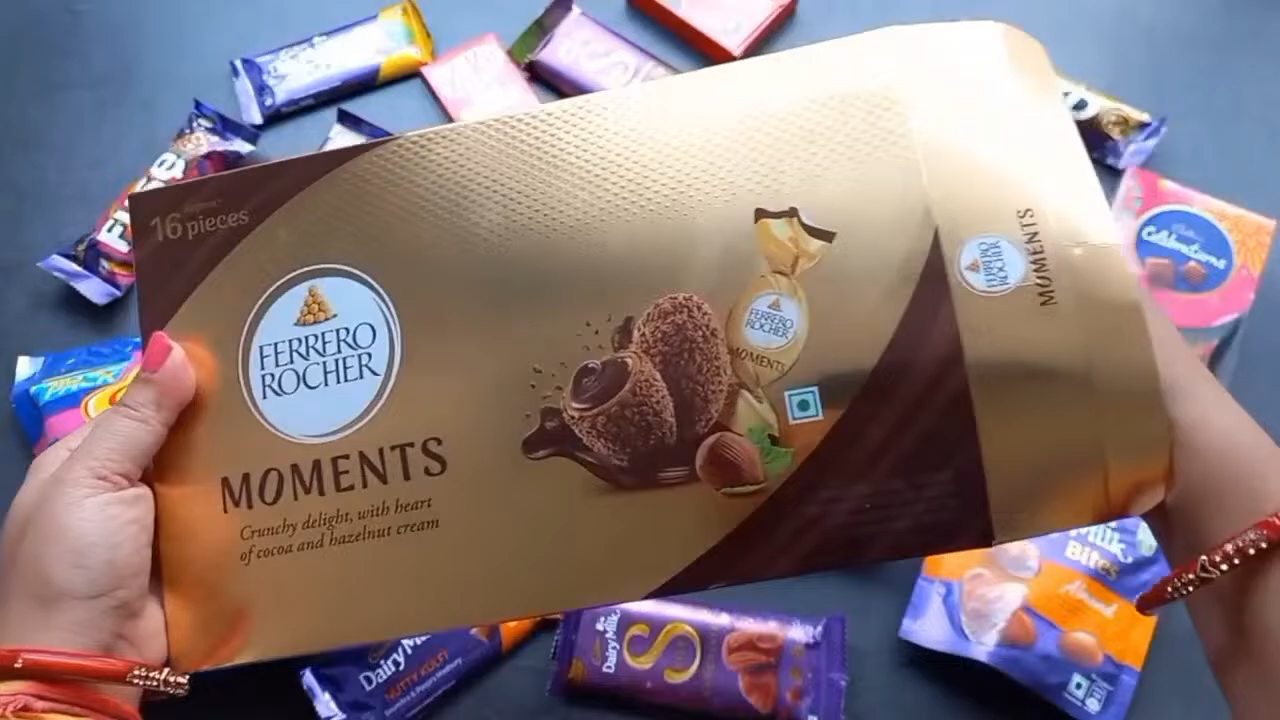 16 pieces
FERRERO
ROCHER
MOMENTS
Crunchy delight, with heart
of cocoa and hazelnut cream
FERRERO
ROCHER
MOMENTS
FERRERO
ROCHER
MOMENTS
Celebrations
Dairy Milk
NUTTY KULFI
Dairy Milk
S
Milk
Bites
Almond